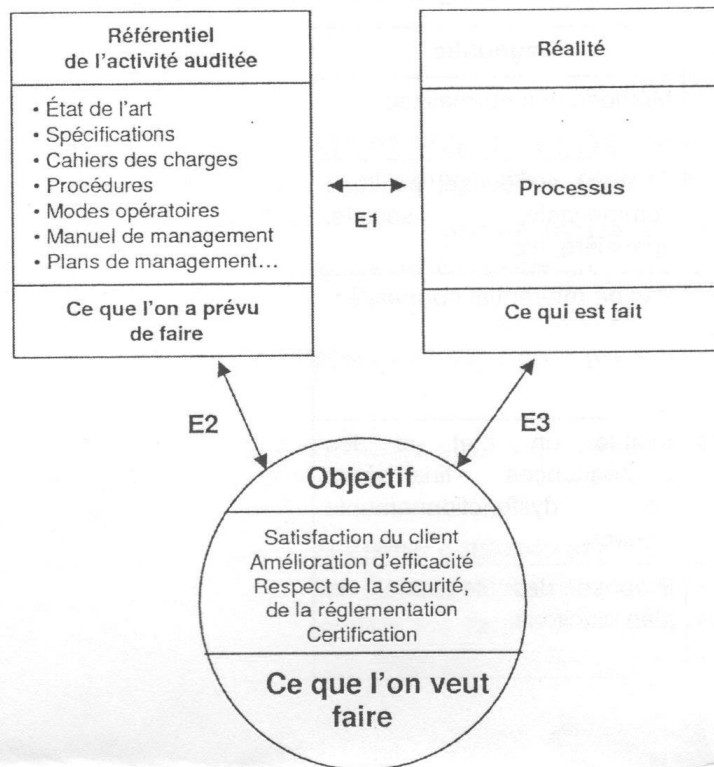 Référentiel
de l'activité auditée
• État de l'art
• Spécifications
• Cahiers des charges
• Procédures
• Modes opératoires
• Manuel de management
• Plans de management...
Ce que l'on a prévu
de faire
E1
Réalité
Processus
Ce qui est fait
E2
E3
Objectif
Satisfaction du client
Amélioration d'efficacité
Respect de la sécurité,
de la réglementation
Certification
Ce que l'on veut
faire